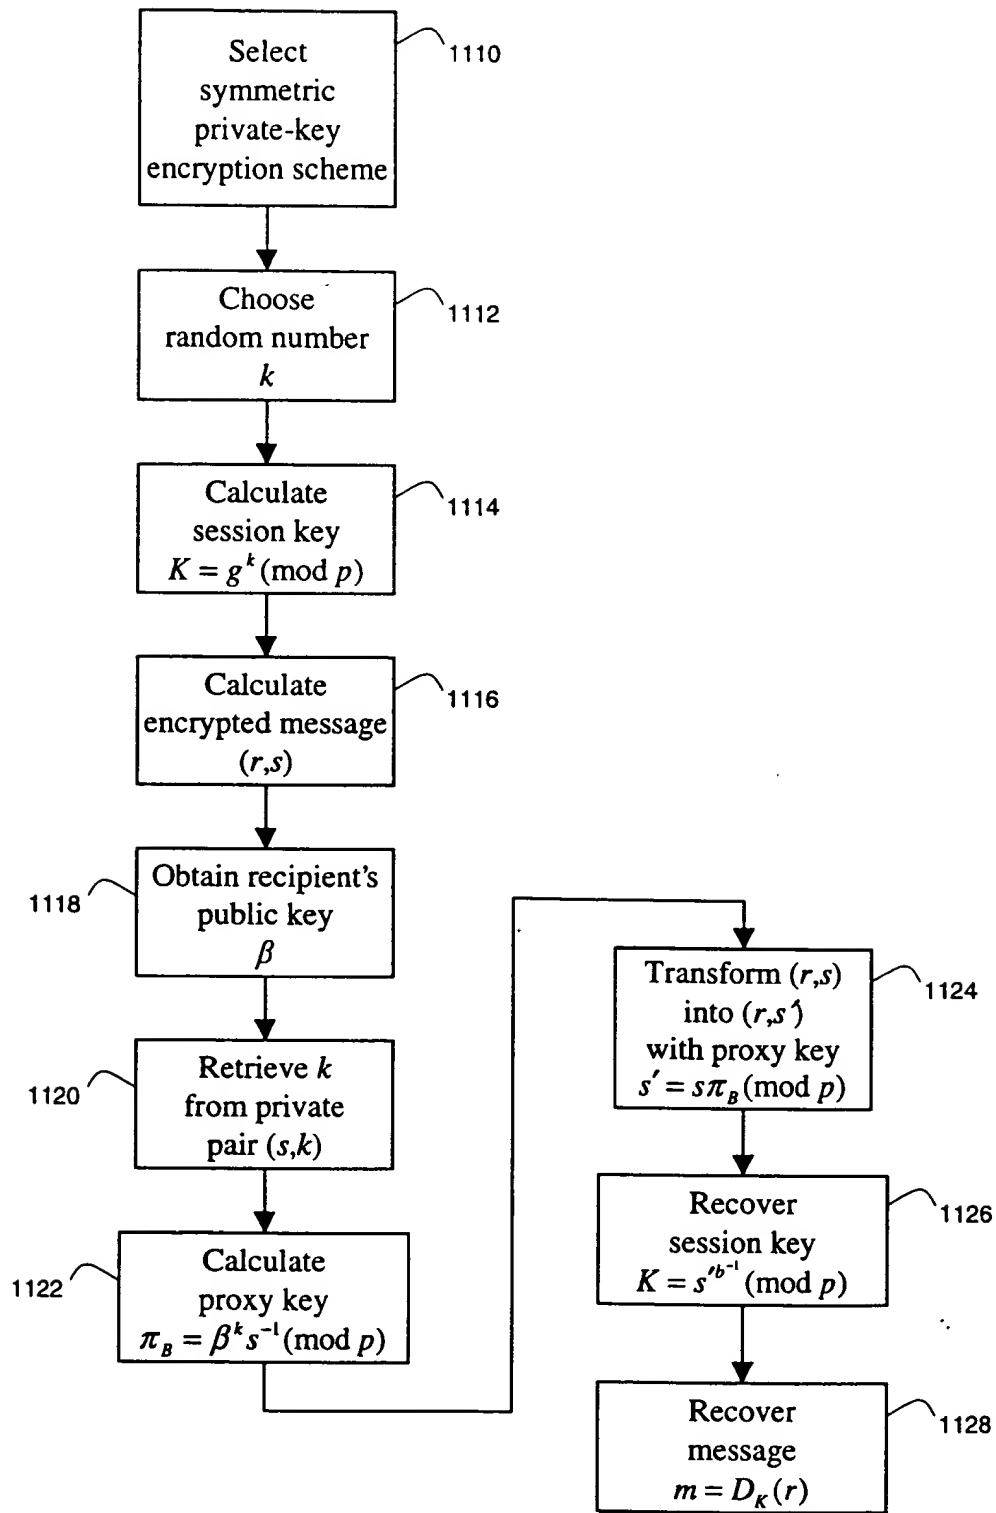 Select
symmetric
private-key
encryption scheme
1110
Choose
random number
k
1112
Calculate
session key
K = g^k (mod p)
1114
Calculate
encrypted message
(r,s)
1116
Obtain recipient's
public key
β
1118
Retrieve k
from private
pair (s,k)
1120
Calculate
proxy key
π_B = β^k s^-1 (mod p)
1122
Transform (r,s)
into (r,s')
with proxy key
s' = sπ_B (mod p)
1124
Recover
session key
K = s'^b^-1 (mod p)
1126
Recover
message
m = D_K(r)
1128